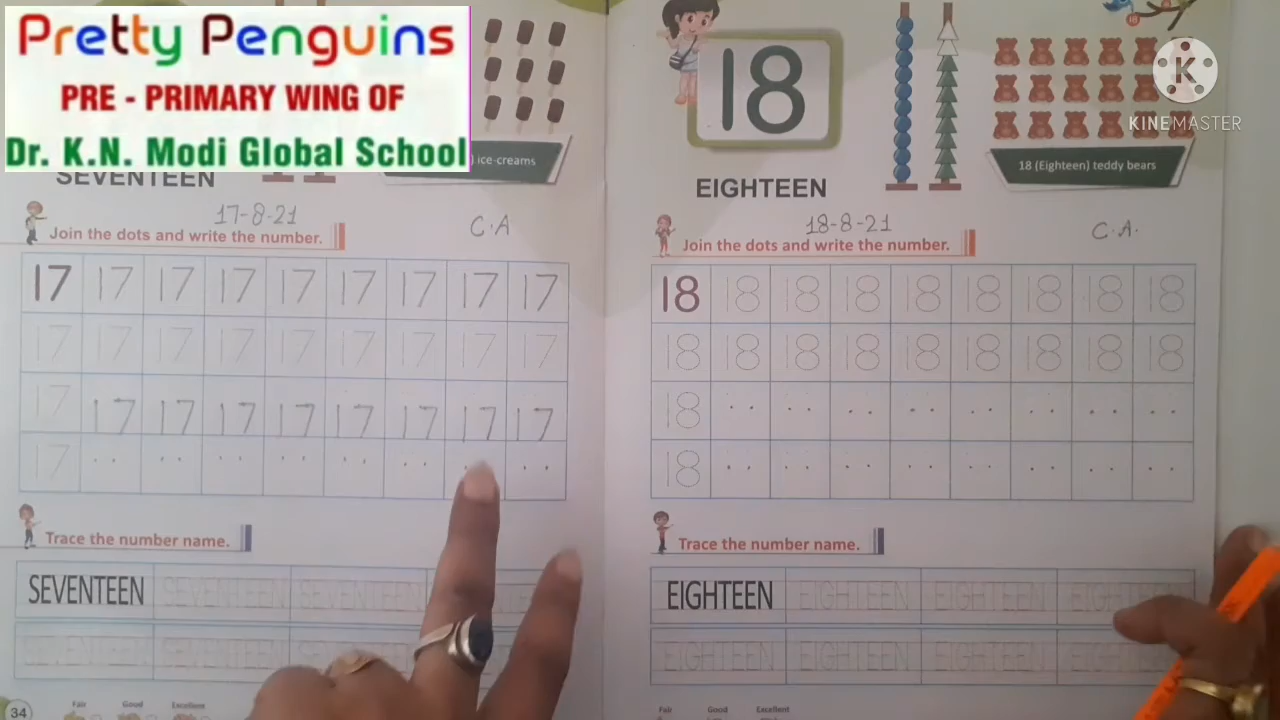 Pretty Penguins
PRE - PRIMARY WING OF
Dr. K.N. Modi Global School
ice-creams
SEVENTEEN
17-8-21
C.A
Join the dots and write the number.
17 17 17 17 17 17 17 17 17
17 17 17 17 17 17 17 17 17
17 17 17 17 17 17 17 17 17
17
Trace the number name.
SEVENTEEN SEVENTEEN SEVENTEEN
SEVENTEEN SEVENTEEN
34
Fair Good Excellent
18
18
KINEMASTER
K
18 (Eighteen) teddy bears
EIGHTEEN
18-8-21
C.A.
Join the dots and write the number.
18 18 18 18 18 18 18 18 18
18 18 18 18 18 18 18 18 18
18
18
Trace the number name.
EIGHTEEN EIGHTEEN EIGHTEEN
EIGHTEEN EIGHTEEN EIGHTEEN EIGHTEEN
Fair Good Excellent